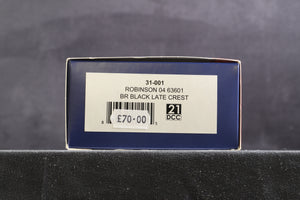 31-001
ROBINSON 04 63601
BR BLACK LATE CREST
£70-00
21
DCC